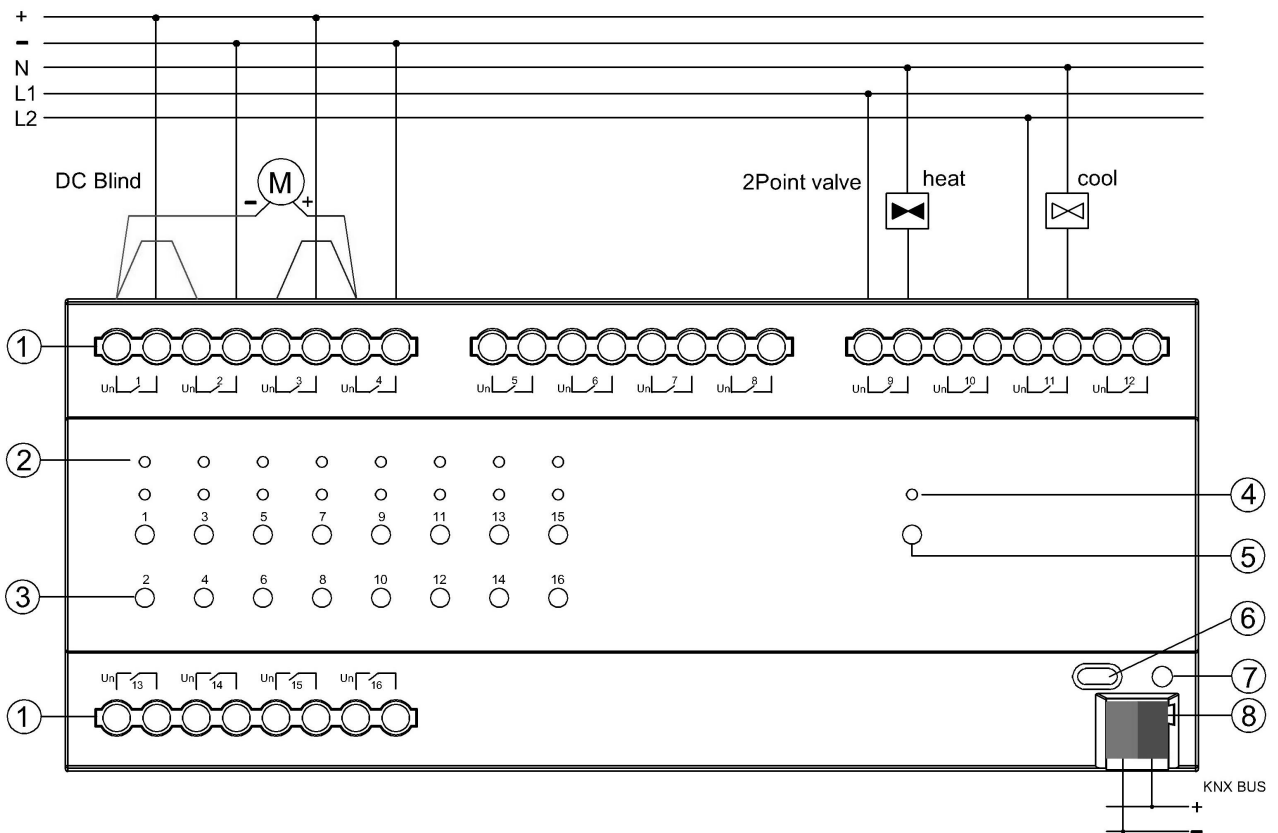 +
-
N
L1
L2
DC Blind
M
- +
2Point valve
heat
cool
1
Un 1 Un 2 Un 3 Un 4 Un 5 Un 6 Un 7 Un 8 Un 9 Un 10 Un 11 Un 12
2
4
1 3 5 7 9 11 13 15
5
2 4 6 8 10 12 14 16
3
6
Un 13 Un 14 Un 15 Un 16
7
1
8
KNX BUS
+
-